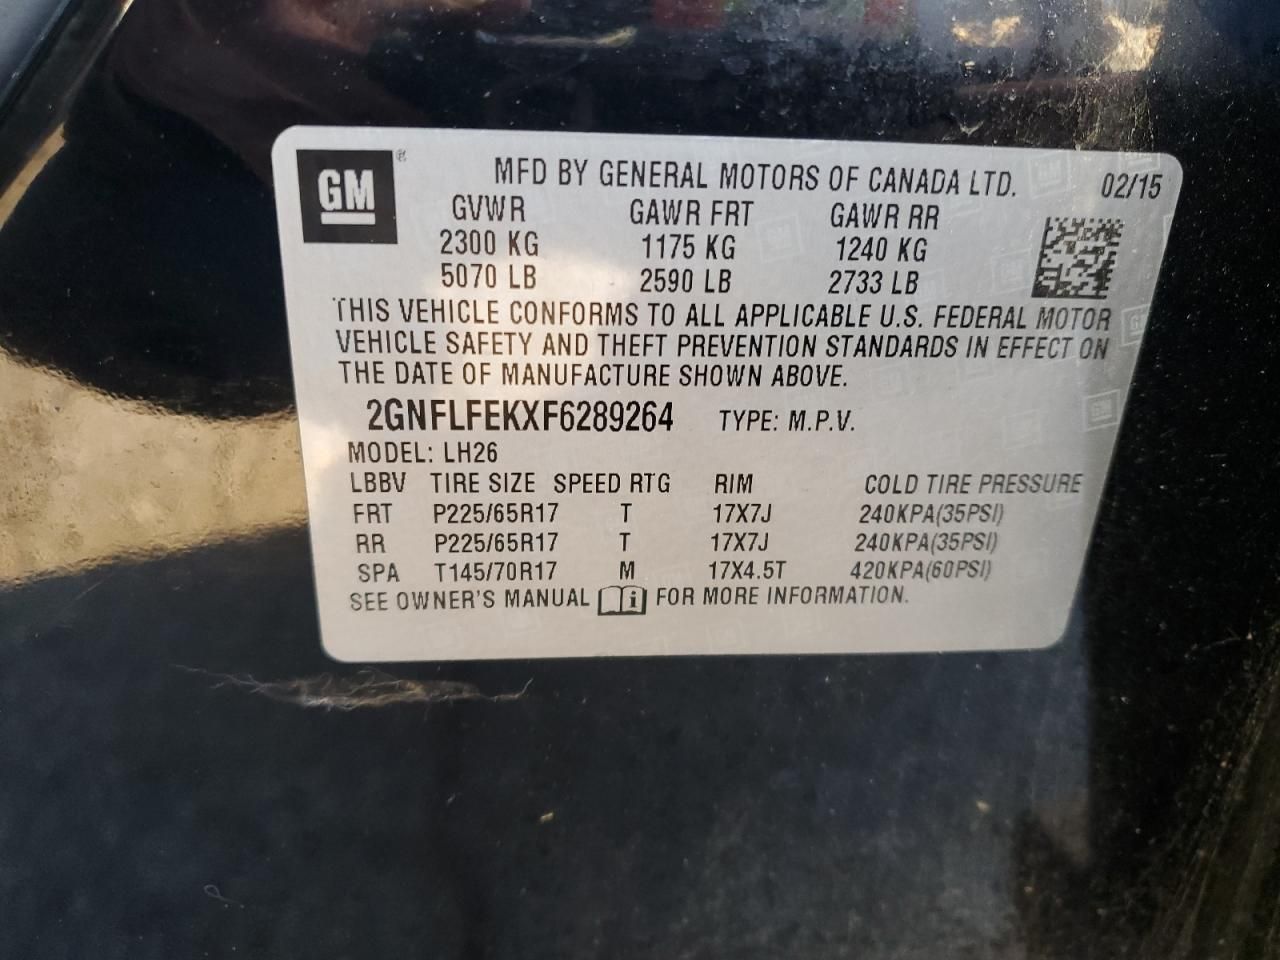 GM ®
MFD BY GENERAL MOTORS OF CANADA LTD. 02/15
GVWR GAWR FRT GAWR RR
2300 KG 1175 KG 1240 KG
5070 LB 2590 LB 2733 LB
THIS VEHICLE CONFORMS TO ALL APPLICABLE U.S. FEDERAL MOTOR
VEHICLE SAFETY AND THEFT PREVENTION STANDARDS IN EFFECT ON
THE DATE OF MANUFACTURE SHOWN ABOVE.
2GNFLFEKXF6289264 TYPE: M.P.V.
MODEL: LH26
LBBV TIRE SIZE SPEED RTG RIM COLD TIRE PRESSURE
FRT P225/65R17 T 17X7J 240KPA(35PSI)
RR P225/65R17 T 17X7J 240KPA(35PSI)
SPA T145/70R17 M 17X4.5T 420KPA(60PSI)
SEE OWNER'S MANUAL i FOR MORE INFORMATION.